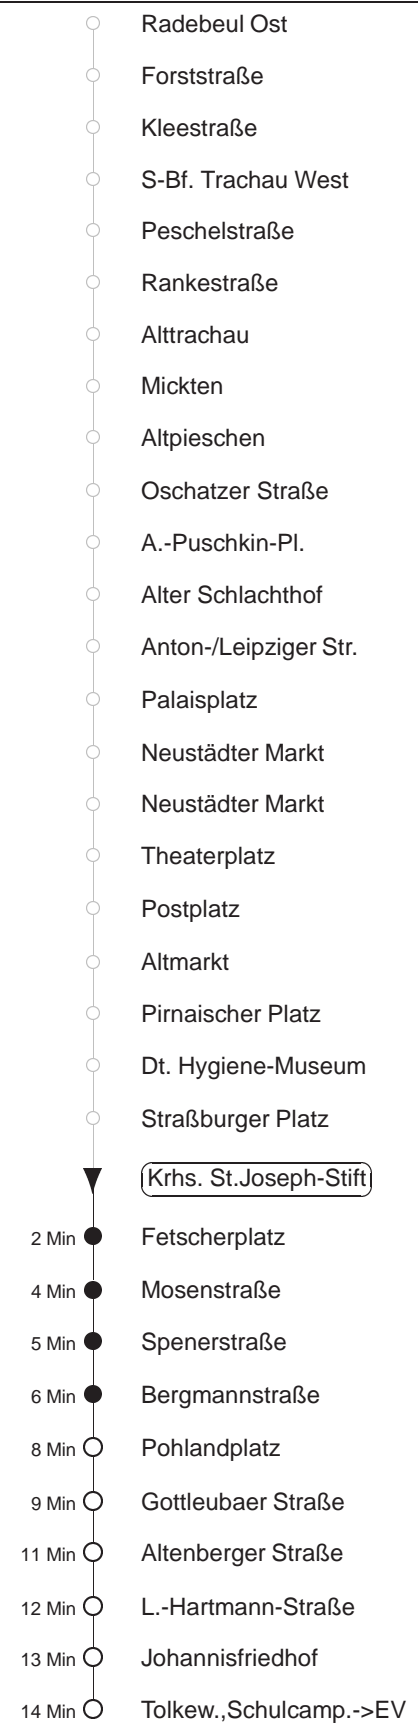 Radebeul Ost
Forststraße
Kleestraße
S-Bf. Trachau West
Peschelstraße
Rankestraße
Alttrachau
Mickten
Altpieschen
Oschatzer Straße
A.-Puschkin-Pl.
Alter Schlachthof
Anton-/Leipziger Str.
Palaisplatz
Neustädter Markt
Neustädter Markt
Theaterplatz
Postplatz
Altmarkt
Pirnaischer Platz
Dt. Hygiene-Museum
Straßburger Platz
Krhs. St.Joseph-Stift
2 Min Fetscherplatz
4 Min Mosenstraße
5 Min Spenerstraße
6 Min Bergmannstraße
8 Min Pohlandplatz
9 Min Gottleubaer Straße
11 Min Altenberger Straße
12 Min L.-Hartmann-Straße
13 Min Johannisfriedhof
14 Min Tolkew.,Schulcamp.->EV